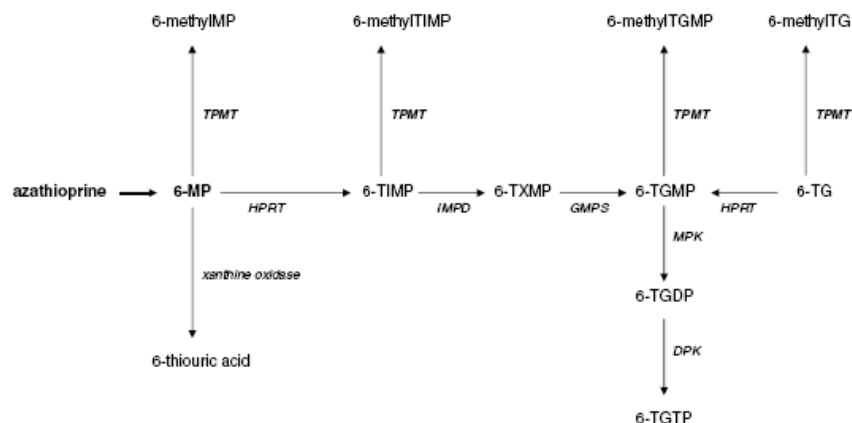 6-methylMP 6-methylTIMP 6-methylTGMP 6-methylTG
TPMT TPMT TPMT TPMT
azathioprine 6-MP 6-TIMP 6-TXMP 6-TGMP 6-TG
HPRT IMPD GMPS HPRT
MPK
xanthine oxidase
6-TGDP
DPK
6-thiouric acid
6-TGTP